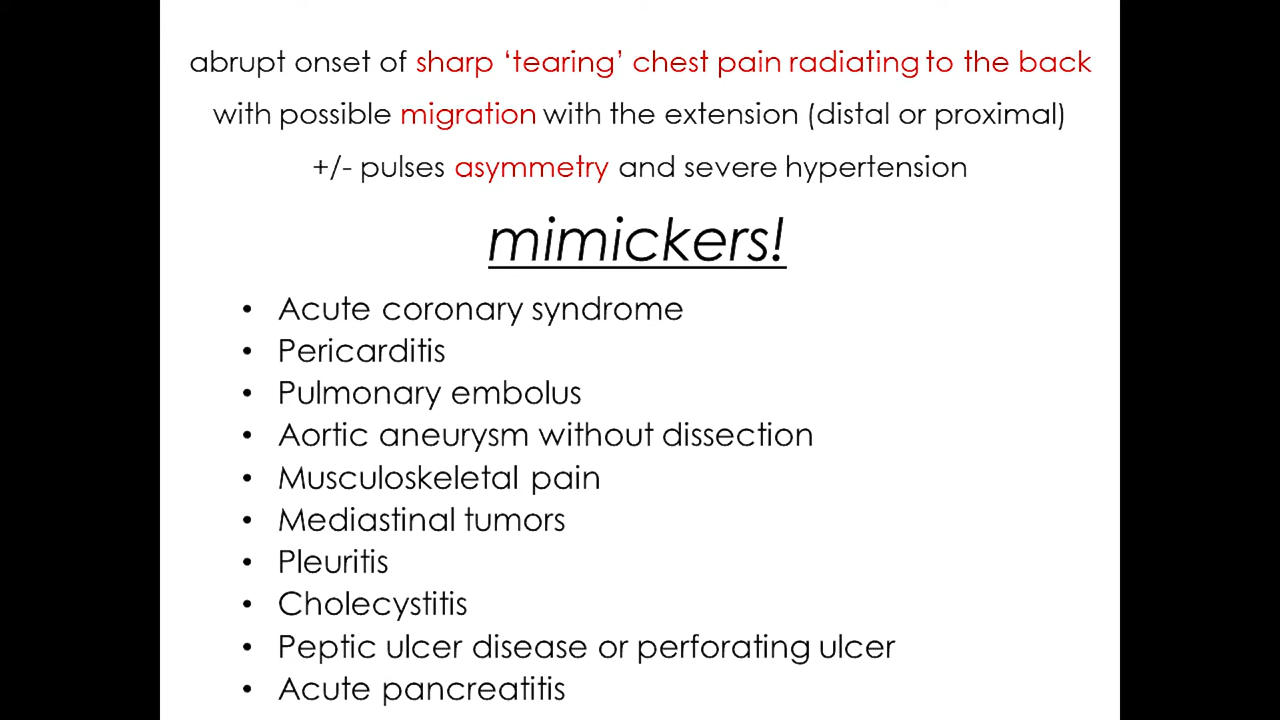 abrupt onset of sharp ‘tearing’ chest pain radiating to the back
with possible migration with the extension (distal or proximal)
+/- pulses asymmetry and severe hypertension
mimickers!
• Acute coronary syndrome
• Pericarditis
• Pulmonary embolus
• Aortic aneurysm without dissection
• Musculoskeletal pain
• Mediastinal tumors
• Pleuritis
• Cholecystitis
• Peptic ulcer disease or perforating ulcer
• Acute pancreatitis